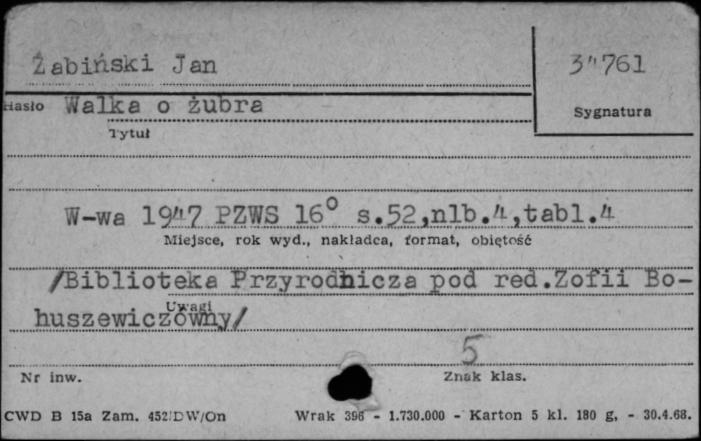 Żabiński Jan
34761
Hasło Walka o żubra
Sygnatura
Tytuł
W-wa 1947 PZWS 16° s.52,nlb.4,tabl.4
Miejsce, rok wyd., nakładca, format, objętość
/Biblioteka Przyrodnicza pod red.Zofii Bo-
Uwagi
huszewiczówny/
5
Nr inw.
Znak klas.
CWD B 15a Zam. 452/DW/On Wrak 396 - 1.730.000 - Karton 5 kl. 180 g, - 30.4.68.